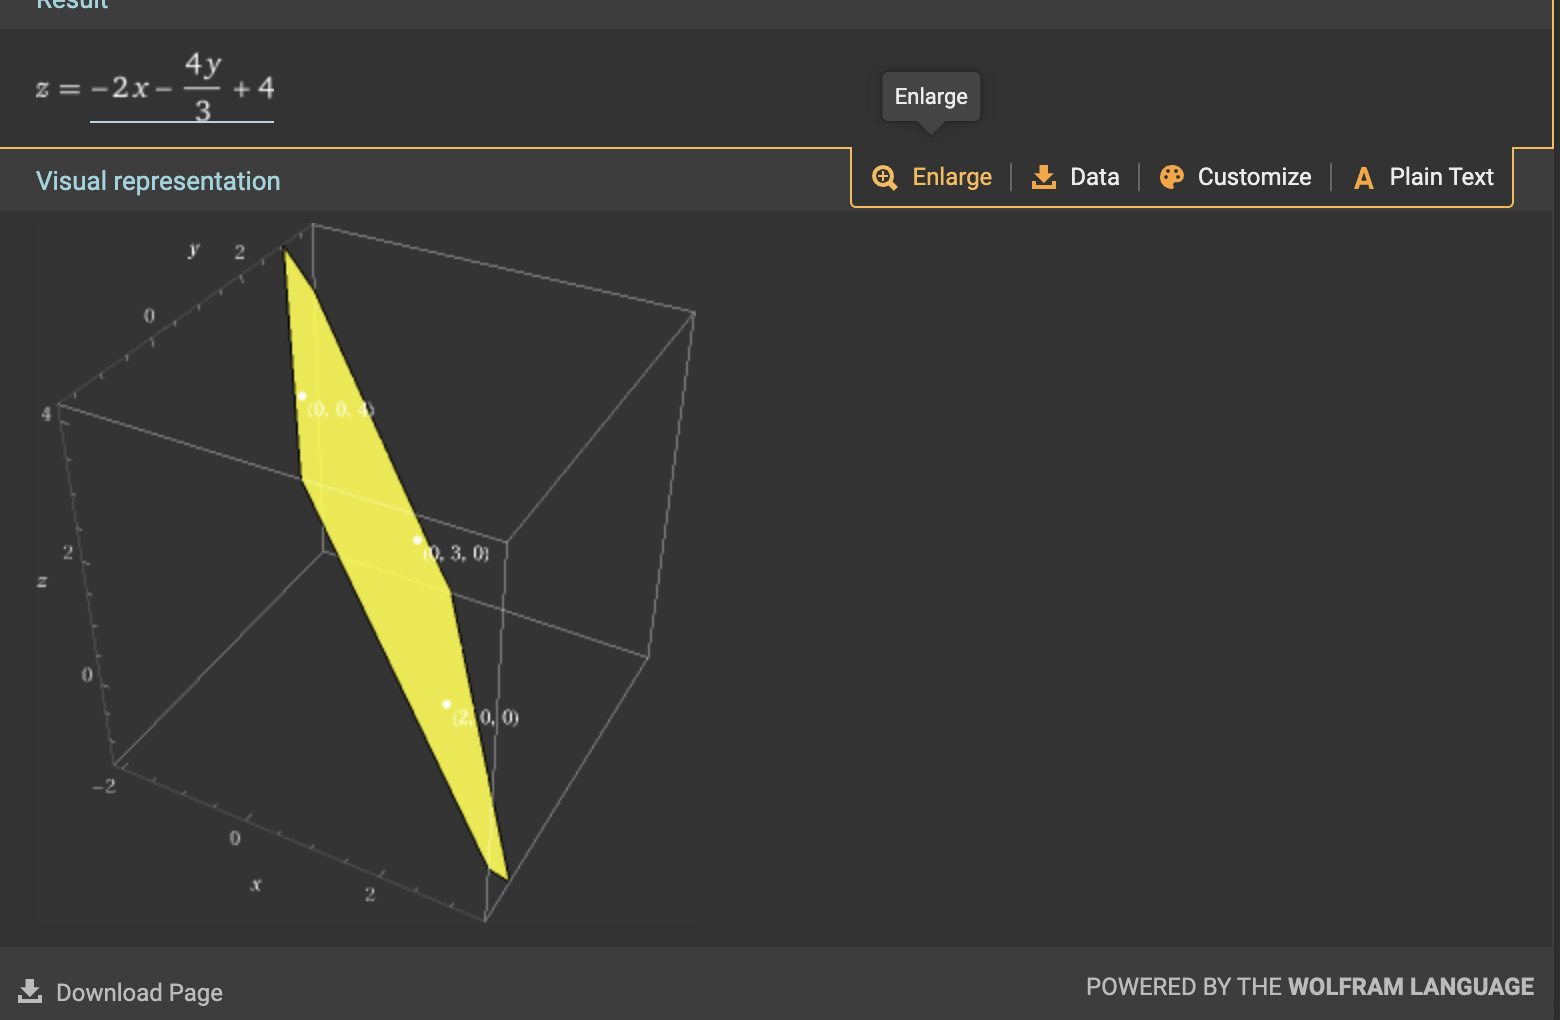 Result
z = −2x − 4y/3 + 4
Enlarge
Enlarge | Data | Customize | A Plain Text
Visual representation
y 2
0
4
(0, 0, 4)
2
(0, 3, 0)
z
0
(2, 0, 0)
−2
0
x
2
Download Page
POWERED BY THE WOLFRAM LANGUAGE